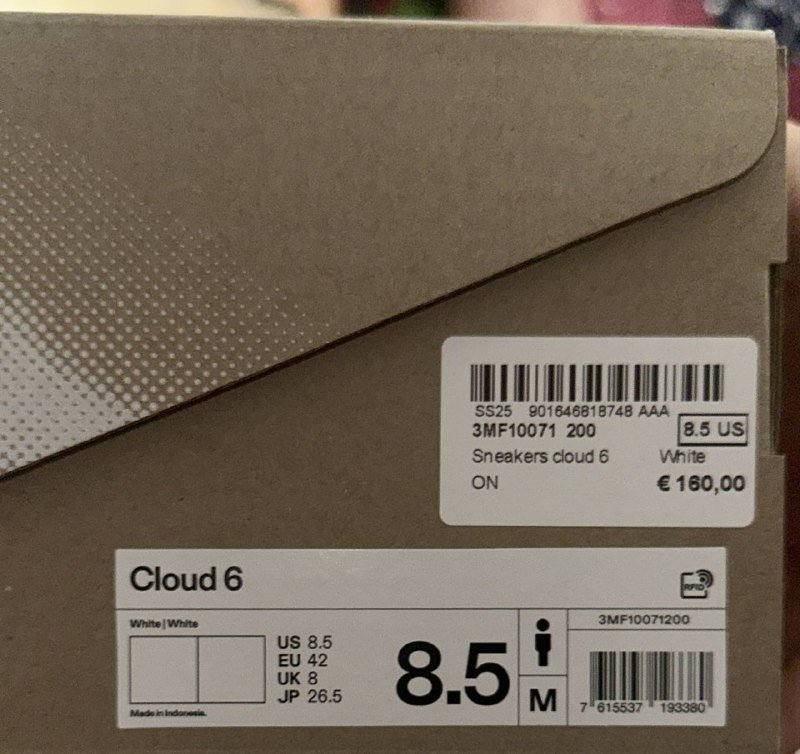 SS25 901646818748 AAA
3MF10071 200 8.5 US
Sneakers cloud 6 White
ON € 160,00
Cloud 6
RFID
White | White
3MF10071200
US 8.5
EU 42
UK 8
JP 26.5
8.5
M
Made in Indonesia.
7 615537 193380